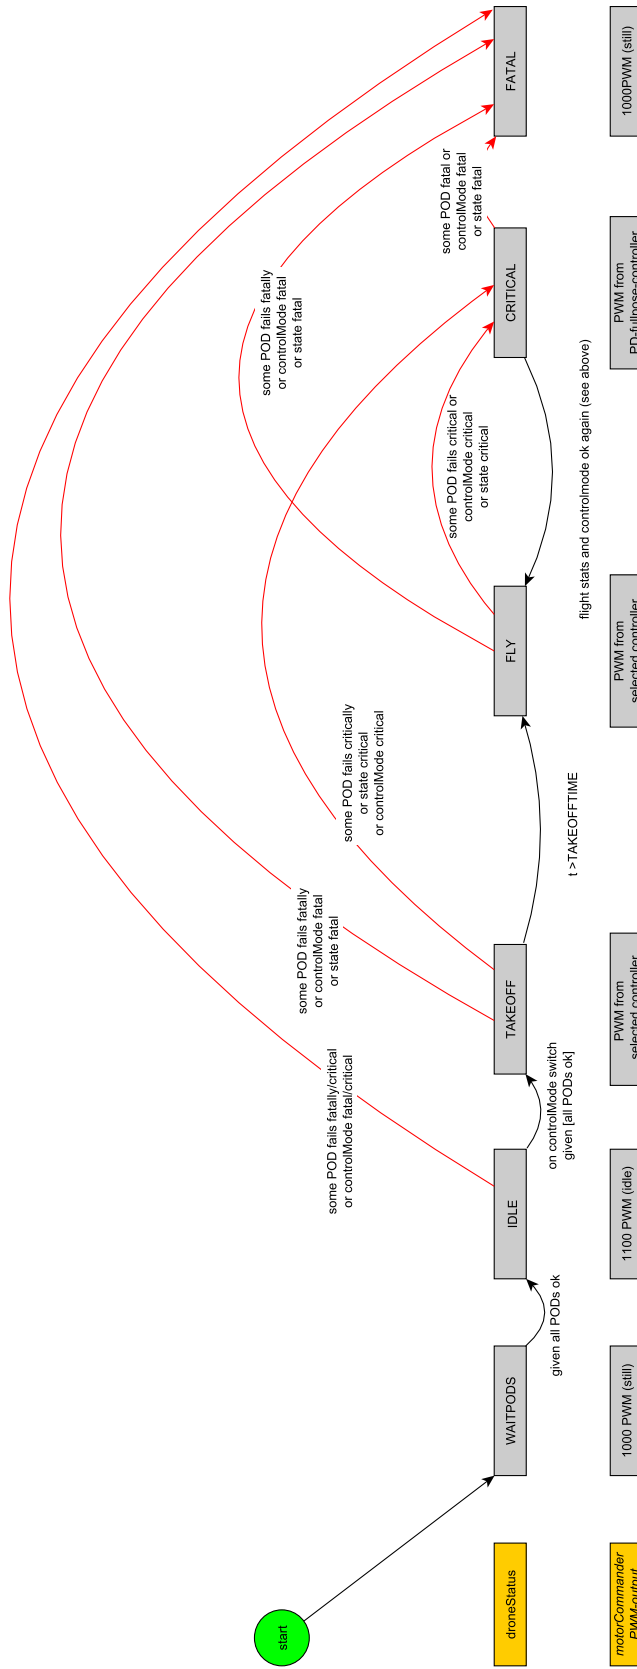 start
some POD fails fatally/critical
or controlMode fatal/critical
some POD fails fatally
or controlMode fatal
or state fatal
some POD fails critically
or state critical
or controlMode critical
some POD fails fatally
or controlMode fatal
or state fatal
some POD fails critical or
controlMode critical
or state critical
some POD fatal or
controlMode fatal
or state fatal
droneStatus
WAITPODS
IDLE
TAKEOFF
FLY
CRITICAL
FATAL
given all PODs ok
on controlMode switch
given [all PODs ok]
t >TAKEOFFTIME
flight stats and controlmode ok again (see above)
motorCommander
PWM-output
1000 PWM (still)
1100 PWM (idle)
PWM from
selected controller
PWM from
selected controller
PWM from
PD-fullpose-controller
1000PWM (still)